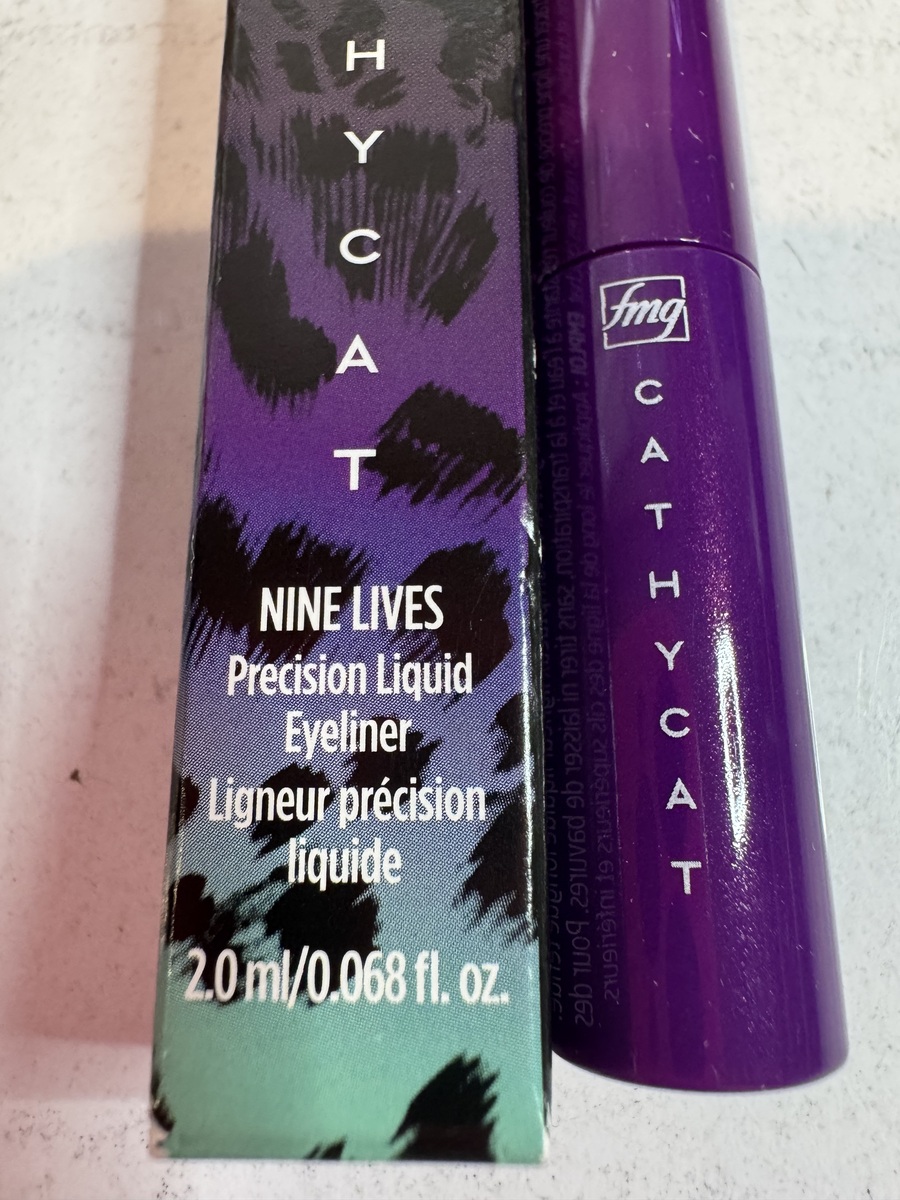 H
Y
C
A
T
NINE LIVES
Precision Liquid
Eyeliner
Ligneur précision
liquide
2.0 ml/0.068 fl. oz.
fmg
C
A
T
H
Y
C
A
T